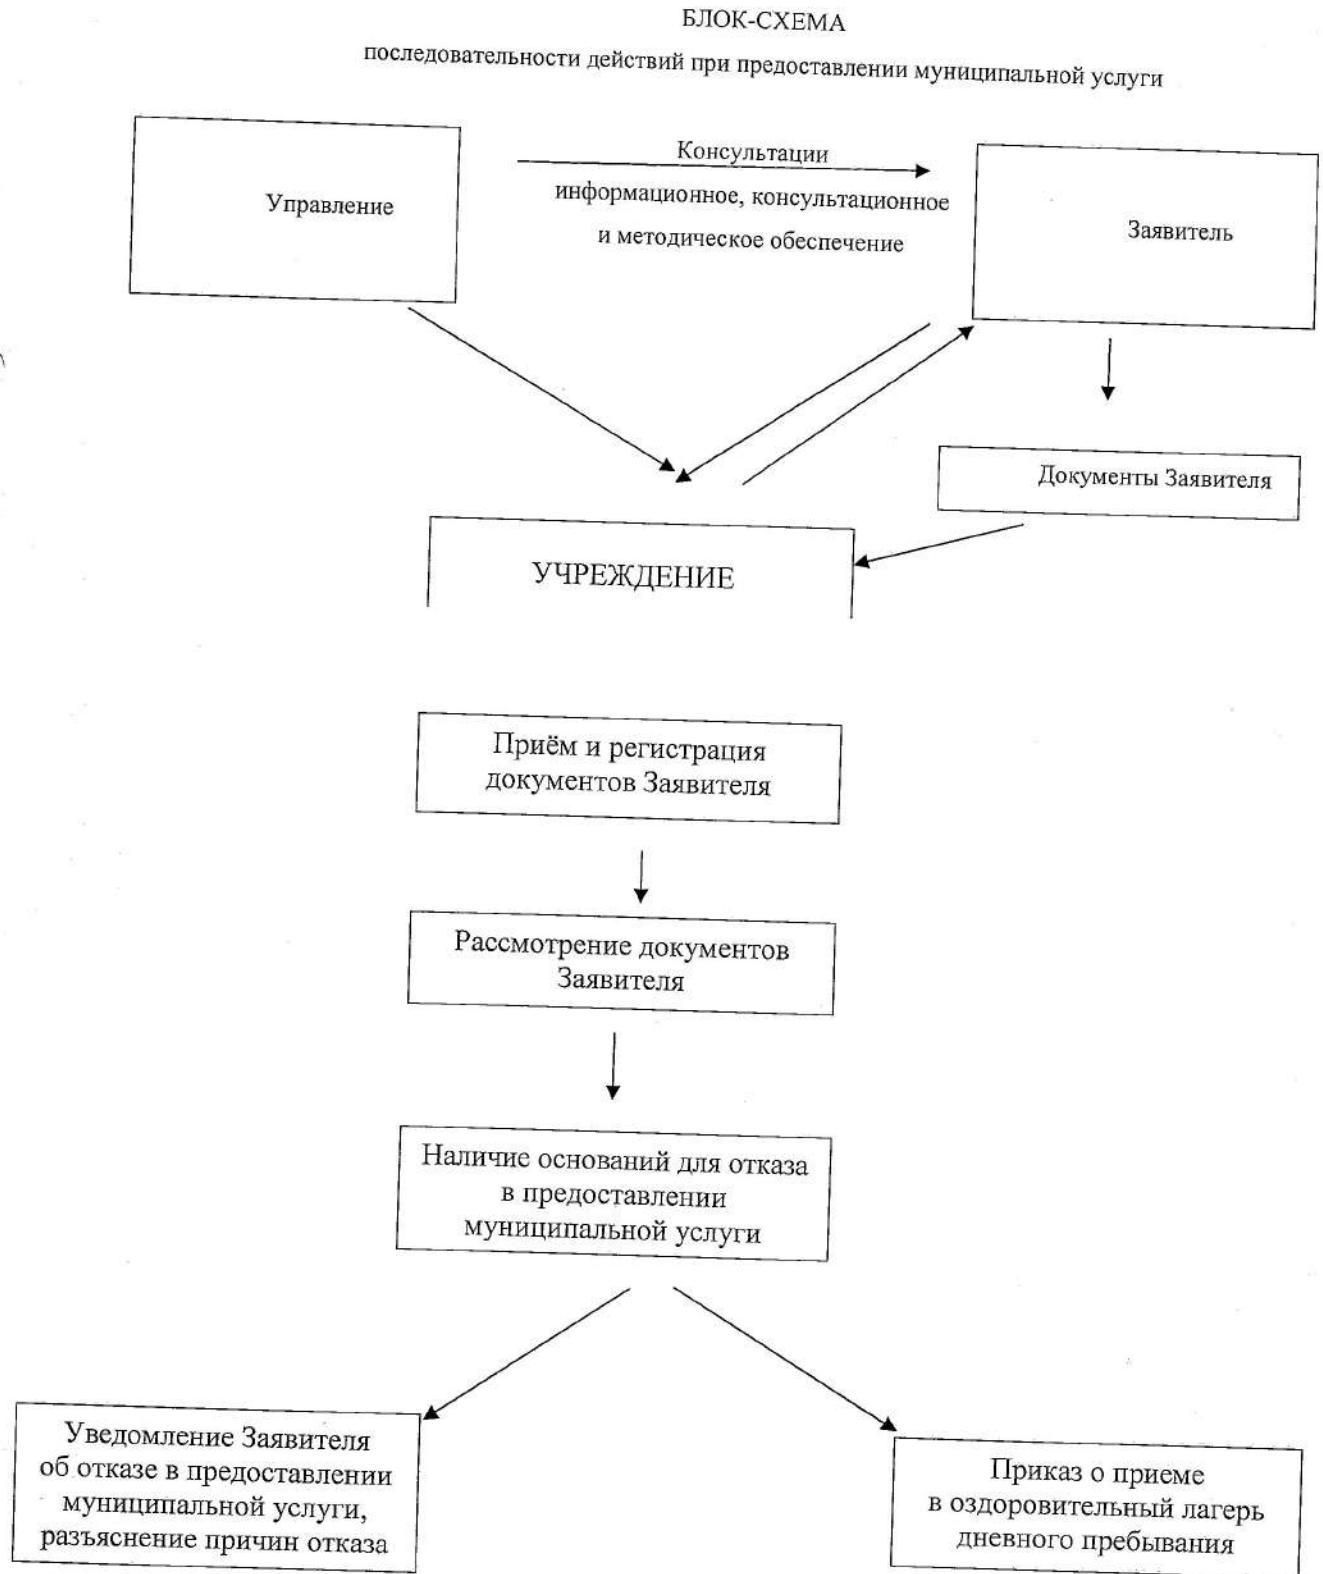 БЛОК-СХЕМА
последовательности действий при предоставлении муниципальной услуги
Управление
Консультации
информационное, консультационное
и методическое обеспечение
Заявитель
Документы Заявителя
УЧРЕЖДЕНИЕ
Приём и регистрация
документов Заявителя
Рассмотрение документов
Заявителя
Наличие оснований для отказа
в предоставлении
муниципальной услуги
Уведомление Заявителя
об отказе в предоставлении
муниципальной услуги,
разъяснение причин отказа
Приказ о приеме
в оздоровительный лагерь
дневного пребывания